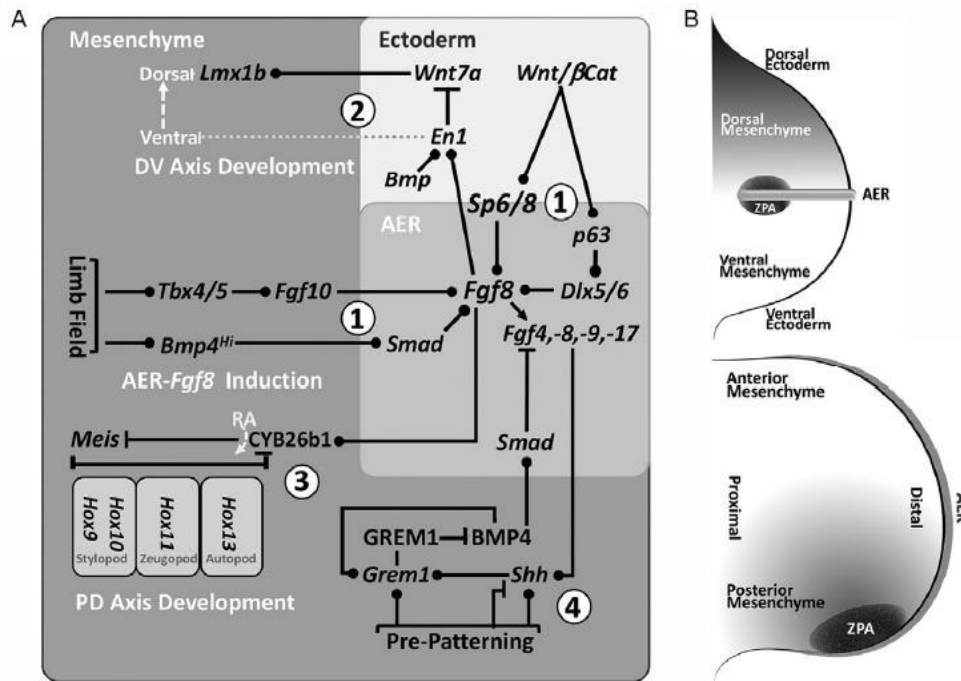 A
Mesenchyme
Ectoderm
Dorsal Lmx1b
Wnt7a
Wnt/βCat
2
Ventral
En1
DV Axis Development
Bmp
Sp6/8
1
AER
p63
Limb Field
Tbx4/5
Fgf10
Fgf8
Dlx5/6
1
Fgf4,-8,-9,-17
Bmp4Hi
Smad
AER-Fgf8 Induction
RA
Meis
CYB26b1
Smad
3
Hox9
Hox10
Hox11
Hox13
Stylopod
Zeugopod
Autopod
GREM1
BMP4
Grem1
Shh
PD Axis Development
4
Pre-Patterning
B
Dorsal
Ectoderm
Dorsal
Mesenchyme
ZPA
AER
Ventral
Mesenchyme
Ventral
Ectoderm
Anterior
Mesenchyme
Proximal
Distal
AER
Posterior
Mesenchyme
ZPA